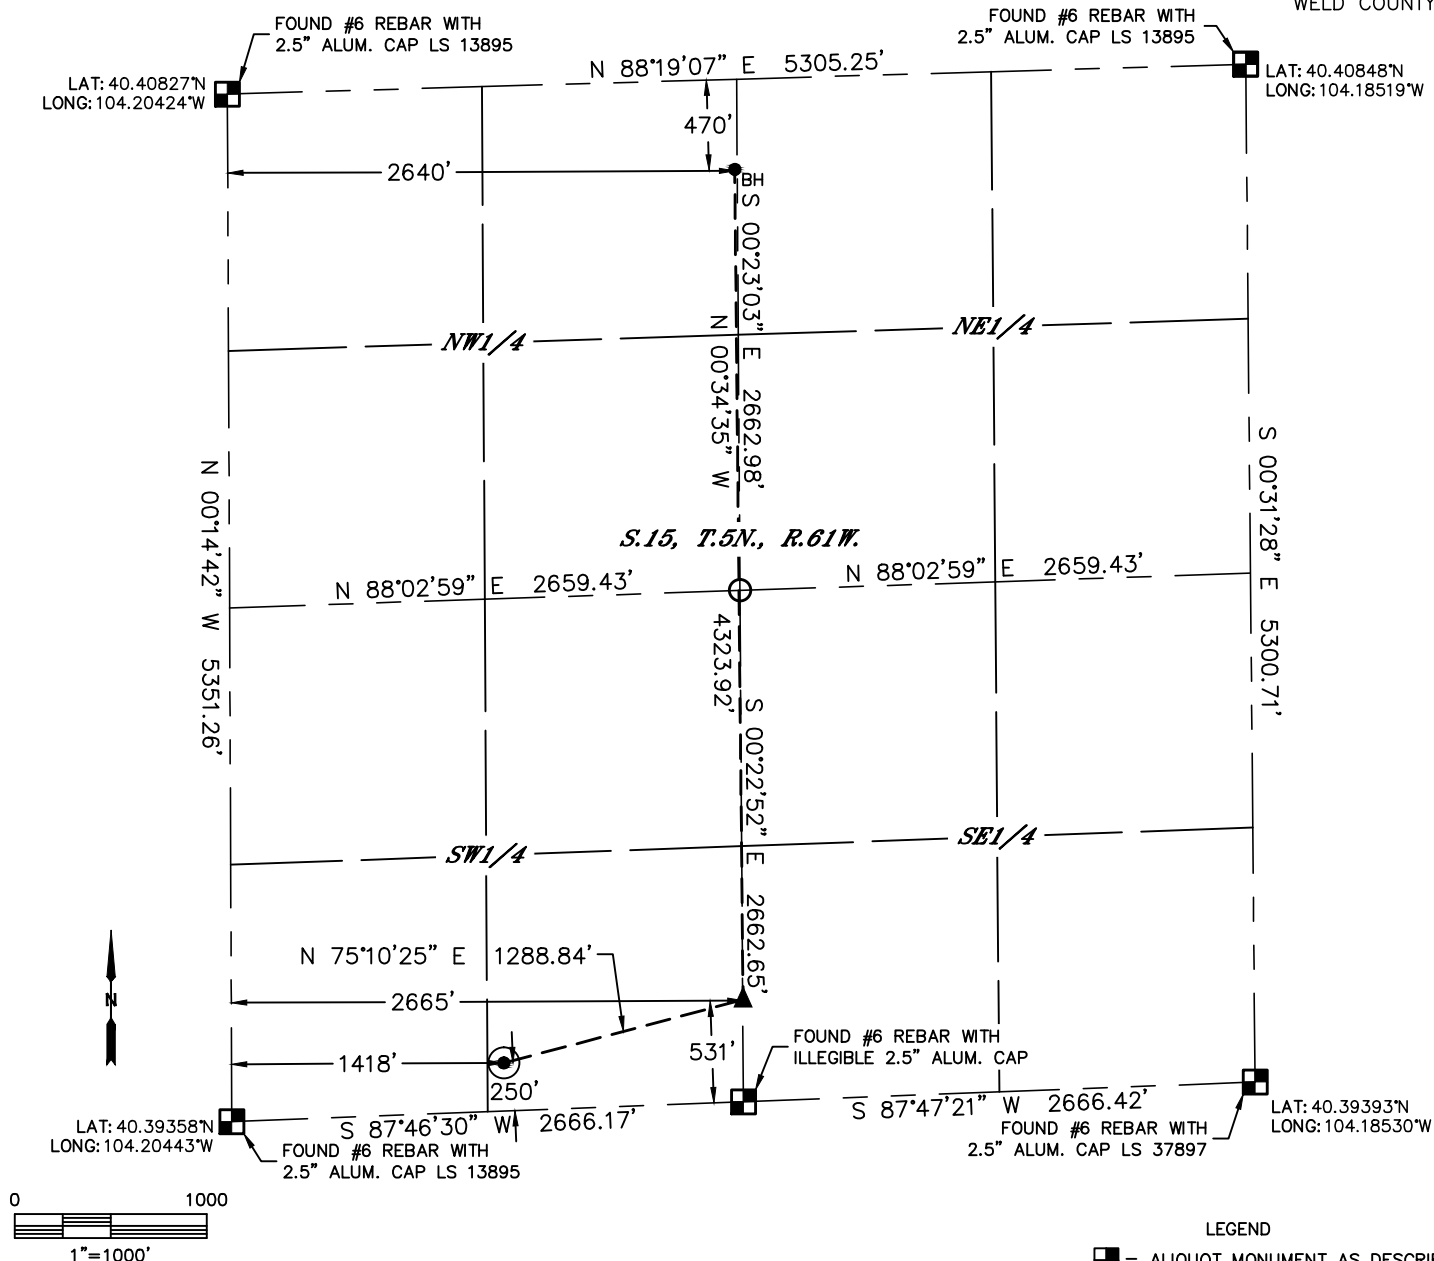 WELD COUNTY
FOUND #6 REBAR WITH
2.5" ALUM. CAP LS 13895
FOUND #6 REBAR WITH
2.5" ALUM. CAP LS 13895
LAT: 40.40827°N
LONG: 104.20424°W
N 88°19'07" E 5305.25'
LAT: 40.40848°N
LONG: 104.18519°W
470'
2640'
BH
S 00°23'03" E 2662.98'
N 00°34'35" W 4323.92'
NW1/4
NE1/4
N 00°14'42" W 5351.26'
S 00°31'28" E 5300.71'
S.15, T.5N., R.61W.
N 88°02'59" E 2659.43'
N 88°02'59" E 2659.43'
S 00°22'52" E 2662.65'
SW1/4
SE1/4
N 75°10'25" E 1288.84'
N
2665'
1418'
250'
531'
FOUND #6 REBAR WITH
ILLEGIBLE 2.5" ALUM. CAP
S 87°46'30" W 2666.17'
S 87°47'21" W 2666.42'
LAT: 40.39358°N
LONG: 104.20443°W
FOUND #6 REBAR WITH
2.5" ALUM. CAP LS 13895
FOUND #6 REBAR WITH
2.5" ALUM. CAP LS 37897
LAT: 40.39393°N
LONG: 104.18530°W
0 1000
1"=1000'
LEGEND
= ALIQUOT MONUMENT AS